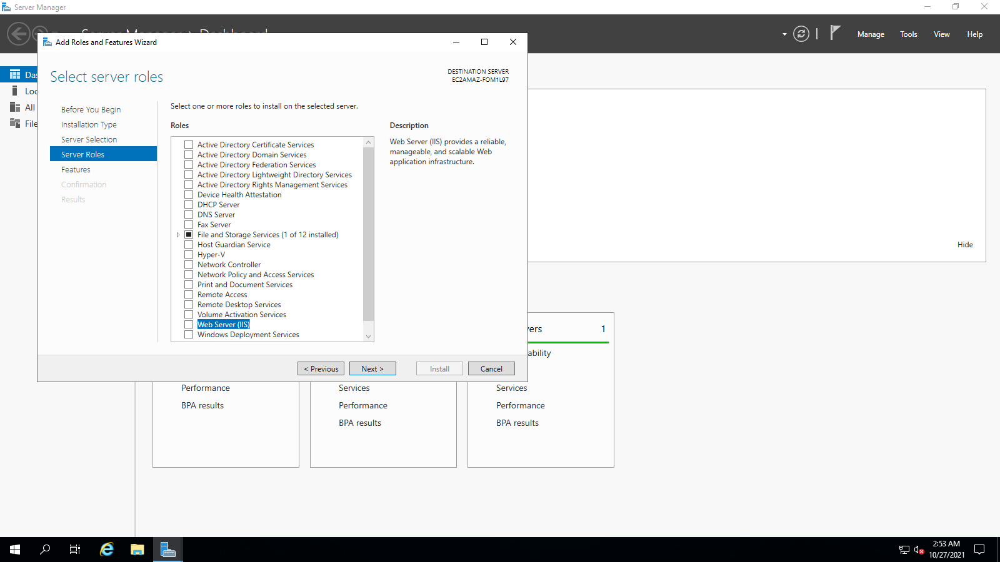 Server Manager
Manage
Tools
View
Help
Add Roles and Features Wizard
Select server roles
DESTINATION SERVER
EC2AMAZ-FOM1L97
Before You Begin
Installation Type
Server Selection
Server Roles
Features
Confirmation
Results
Select one or more roles to install on the selected server.
Roles
Active Directory Certificate Services
Active Directory Domain Services
Active Directory Federation Services
Active Directory Lightweight Directory Services
Active Directory Rights Management Services
Device Health Attestation
DHCP Server
DNS Server
Fax Server
File and Storage Services (1 of 12 installed)
Host Guardian Service
Hyper-V
Network Controller
Network Policy and Access Services
Print and Document Services
Remote Access
Remote Desktop Services
Volume Activation Services
Web Server (IIS)
Windows Deployment Services
Description
Web Server (IIS) provides a reliable,
manageable, and scalable Web
application infrastructure.
< Previous
Next >
Install
Cancel
All
File
Hide
1
Performance
BPA results
Services
Performance
BPA results
Services
Performance
BPA results
2:53 AM
10/27/2021